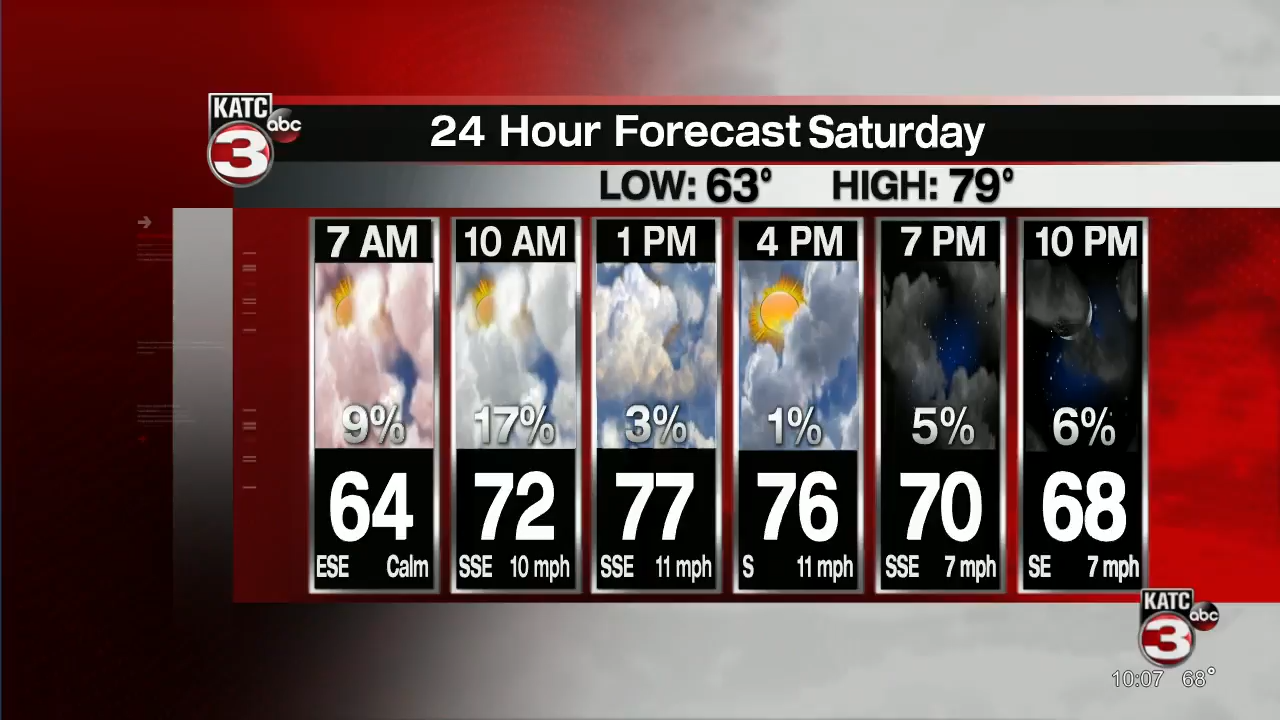 KATC
abc
3
24 Hour Forecast Saturday
LOW: 63° HIGH: 79°
7 AM 10 AM 1 PM 4 PM 7 PM 10 PM
9% 17% 3% 1% 5% 6%
64 72 77 76 70 68
ESE Calm SSE 10 mph SSE 11 mph S 11 mph SSE 7 mph SE 7 mph
KATC
abc
3
10:07 68°